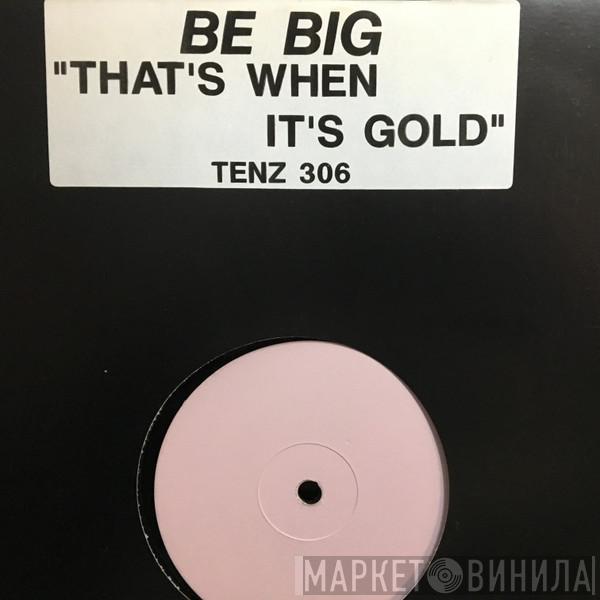 BE BIG
"THAT'S WHEN
IT'S GOLD"
TENZ 306
МАРКЕТ ВИНИЛА